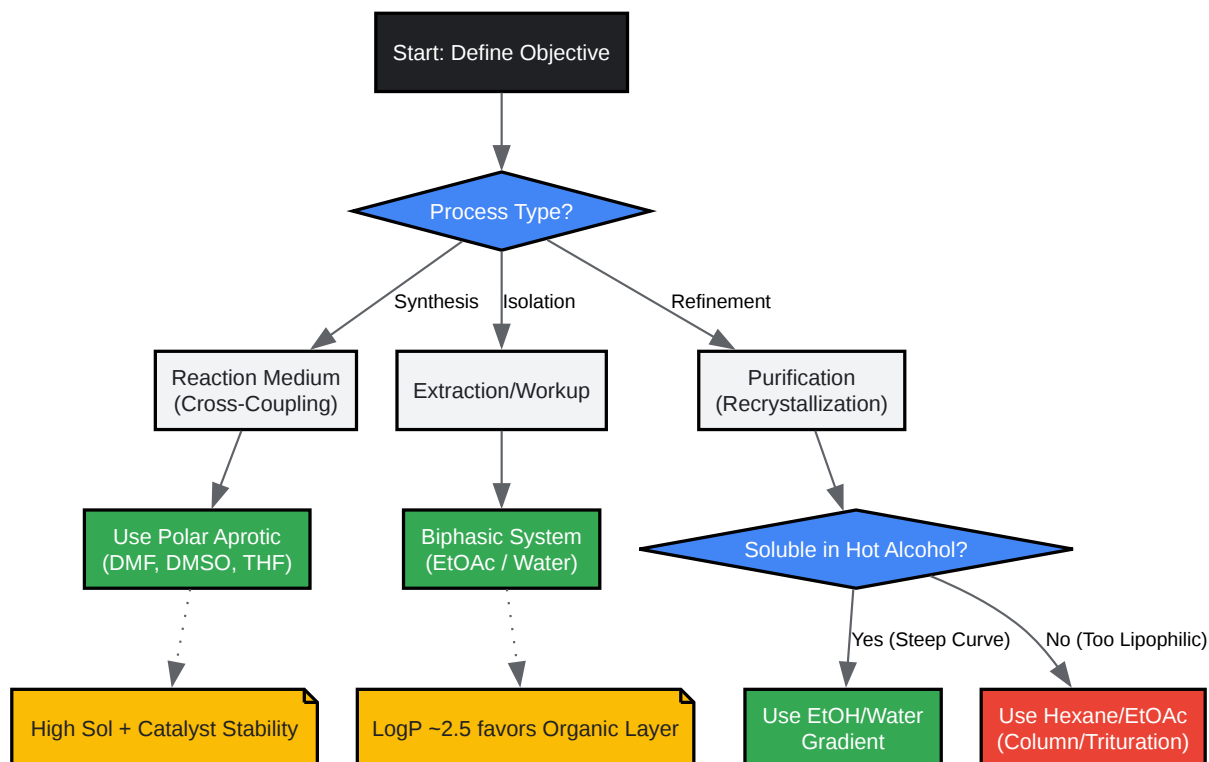 Start: Define Objective
Process Type?
Synthesis
Isolation
Refinement
Reaction Medium
(Cross-Coupling)
Extraction/Workup
Purification
(Recrystallization)
Use Polar Aprotic
(DMF, DMSO, THF)
Biphasic System
(EtOAc / Water)
Soluble in Hot Alcohol?
Yes (Steep Curve)
No (Too Lipophilic)
High Sol + Catalyst Stability
LogP ~2.5 favors Organic Layer
Use EtOH/Water
Gradient
Use Hexane/EtOAc
(Column/Trituration)